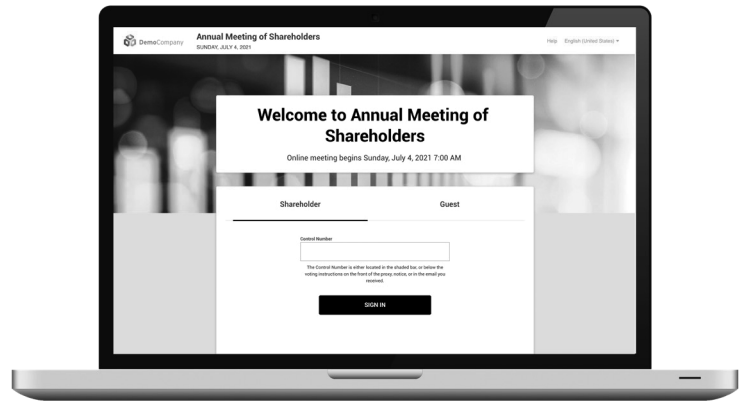 DemoCompany
Annual Meeting of Shareholders
SUNDAY, JULY 4, 2021
Help English (United States)
Welcome to Annual Meeting of
Shareholders
Online meeting begins Sunday, July 4, 2021 7:00 AM
Shareholder Guest
Control Number
The Control Number is either located in the shaded bar, or below the
voting instructions on the front of the proxy, notice, or in the email you
received.
SIGN IN